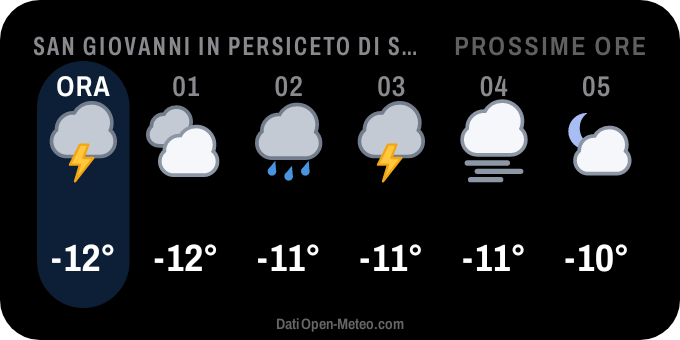 SAN GIOVANNI IN PERSICETO DI S... PROSSIME ORE
ORA 01 02 03 04 05
-12° -12° -11° -11° -11° -10°
Dati Open-Meteo.com